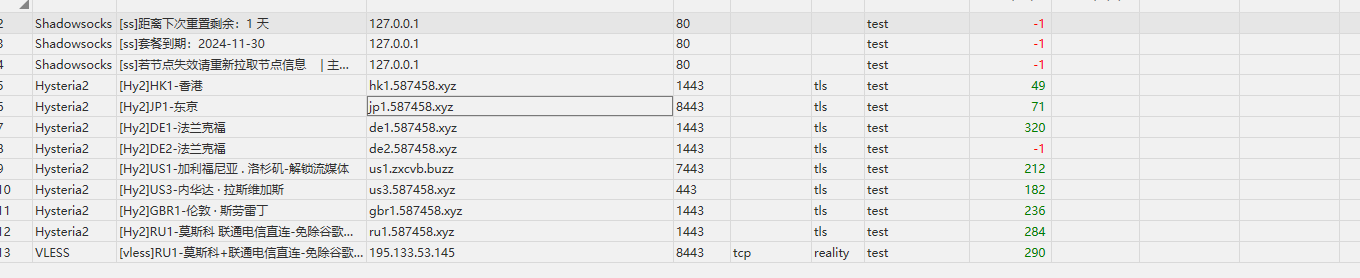 2 Shadowsocks [ss]距离下次重置剩余：1 天 127.0.0.1 80 test -1
3 Shadowsocks [ss]套餐到期：2024-11-30 127.0.0.1 80 test -1
4 Shadowsocks [ss]若节点失效请重新拉取节点信息 | 主... 127.0.0.1 80 test -1
5 Hysteria2 [Hy2]HK1-香港 hk1.587458.xyz 1443 tls test 49
6 Hysteria2 [Hy2]JP1-东京 jp1.587458.xyz 8443 tls test 71
7 Hysteria2 [Hy2]DE1-法兰克福 de1.587458.xyz 1443 tls test 320
8 Hysteria2 [Hy2]DE2-法兰克福 de2.587458.xyz 1443 tls test -1
9 Hysteria2 [Hy2]US1-加利福尼亚 . 洛杉矶-解锁流媒体 us1.zxcvb.buzz 7443 tls test 212
10 Hysteria2 [Hy2]US3-内华达 · 拉斯维加斯 us3.587458.xyz 443 tls test 182
11 Hysteria2 [Hy2]GBR1-伦敦 · 斯劳雷丁 gbr1.587458.xyz 1443 tls test 236
12 Hysteria2 [Hy2]RU1-莫斯科 联通电信直连-免除谷歌... ru1.587458.xyz 1443 tls test 284
13 VLESS [vless]RU1-莫斯科+联通电信直连-免除谷歌... 195.133.53.145 8443 tcp reality test 290